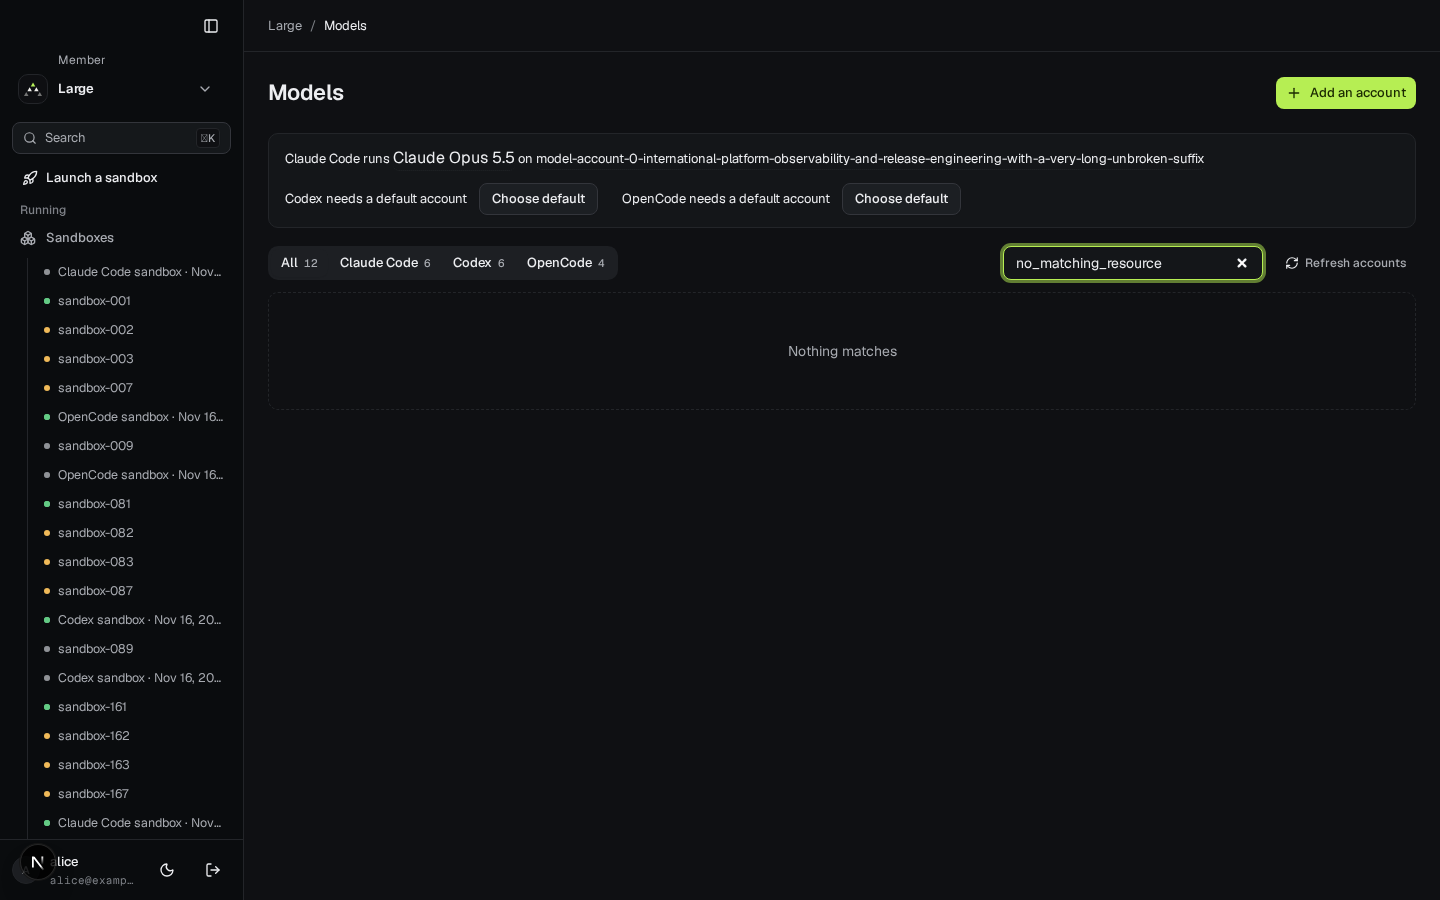 Member
Large
Search
K
Launch a sandbox
Running
Sandboxes
Claude Code sandbox · Nov…
sandbox-001
sandbox-002
sandbox-003
sandbox-007
OpenCode sandbox · Nov 16…
sandbox-009
OpenCode sandbox · Nov 16…
sandbox-081
sandbox-082
sandbox-083
sandbox-087
Codex sandbox · Nov 16, 20…
sandbox-089
Codex sandbox · Nov 16, 20…
sandbox-161
sandbox-162
sandbox-163
sandbox-167
Claude Code sandbox · Nov…
N
alice
alice@examp…
Large / Models
Models
Add an account
Claude Code runs Claude Opus 5.5 on model-account-0-international-platform-observability-and-release-engineering-with-a-very-long-unbroken-suffix
Codex needs a default account Choose default OpenCode needs a default account Choose default
All 12 Claude Code 6 Codex 6 OpenCode 4
no_matching_resource
Refresh accounts
Nothing matches